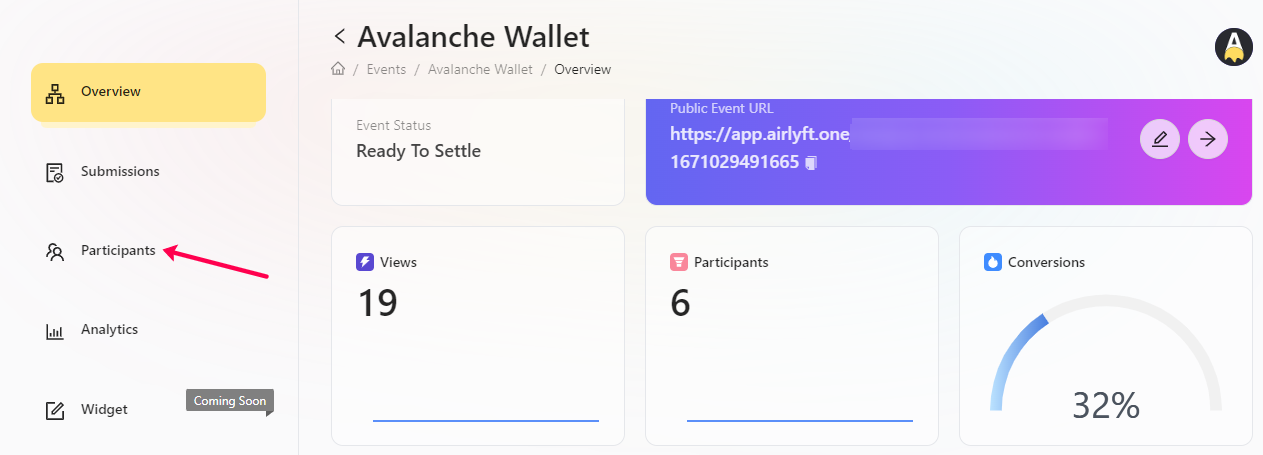 Avalanche Wallet
/ Events / Avalanche Wallet / Overview
Overview
Submissions
Participants
Analytics
Widget
Coming Soon
Event Status
Ready To Settle
Public Event URL
https://app.airlyft.one
1671029491665
Views
19
Participants
6
Conversions
32%